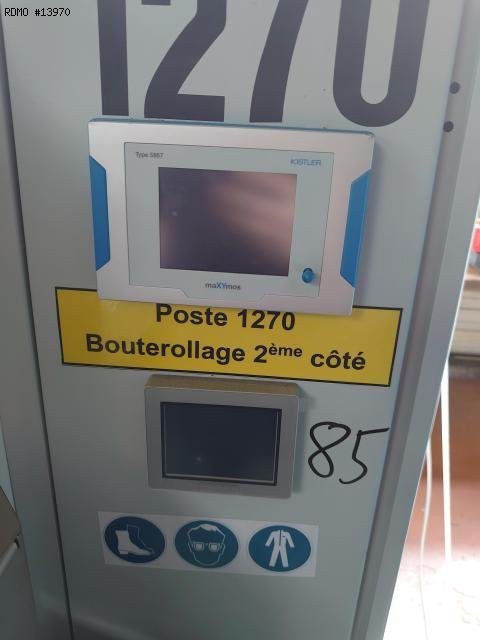 RDMO #13970
1270
Type 5867
KISTLER
maXYmos
Poste 1270
Bouterollage 2ème côté
85